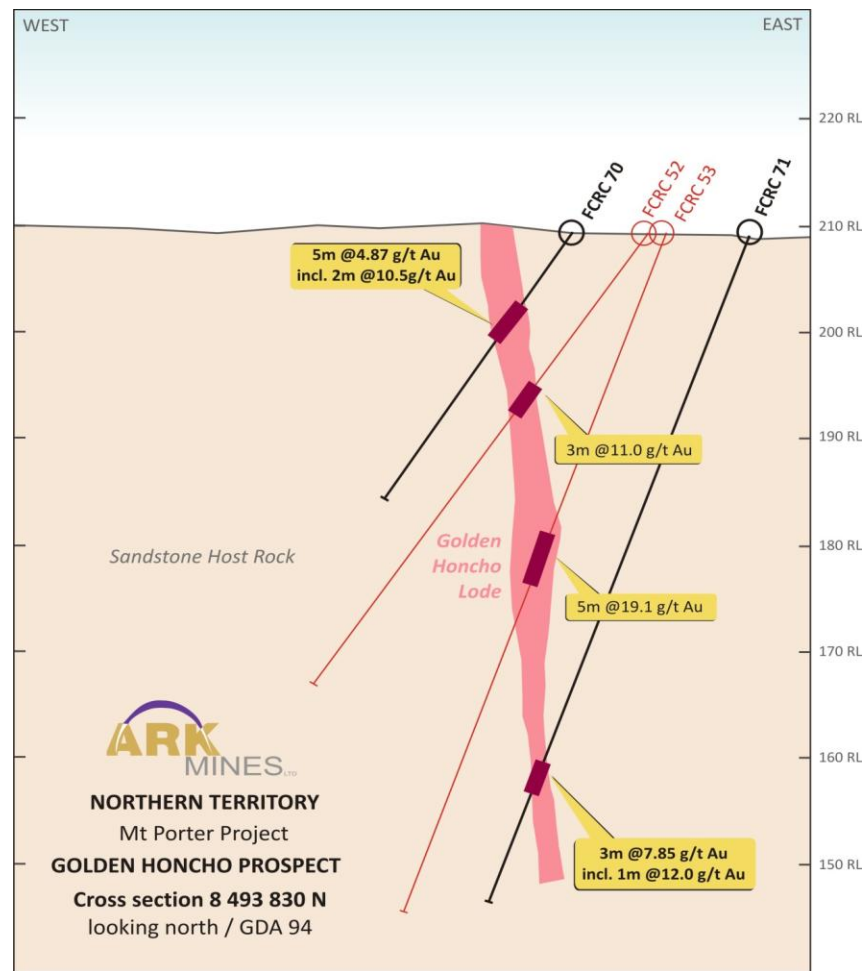 WEST
EAST
220 RL
FCRC 70
FCRC 52
FCRC 53
FCRC 71
210 RL
5m @4.87 g/t Au
incl. 2m @10.5g/t Au
200 RL
190 RL
3m @11.0 g/t Au
Sandstone Host Rock
Golden
Honcho
Lode
180 RL
5m @19.1 g/t Au
170 RL
ARK
MINES LTD
160 RL
NORTHERN TERRITORY
Mt Porter Project
GOLDEN HONCHO PROSPECT
Cross section 8 493 830 N
looking north / GDA 94
3m @7.85 g/t Au
incl. 1m @12.0 g/t Au
150 RL